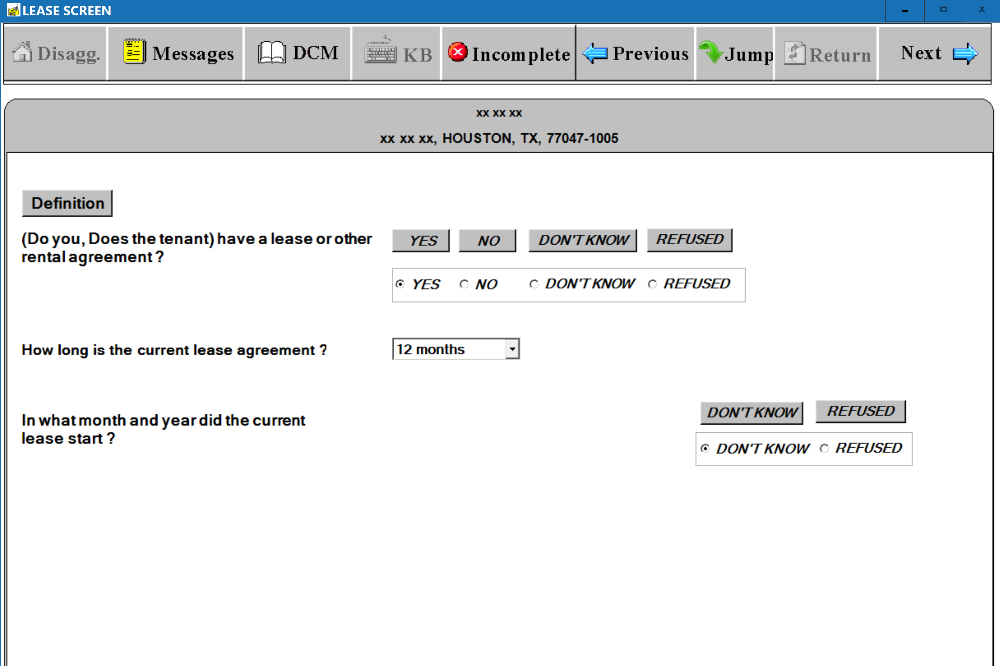 LEASE SCREEN
Disagg. Messages DCM KB Incomplete Previous Jump Return Next
xx xx xx
xx xx xx, HOUSTON, TX, 77047-1005
Definition
(Do you, Does the tenant) have a lease or other
rental agreement ?
YES NO DON'T KNOW REFUSED
YES NO DON'T KNOW REFUSED
How long is the current lease agreement ? 12 months
In what month and year did the current
lease start ?
DON'T KNOW REFUSED
DON'T KNOW REFUSED